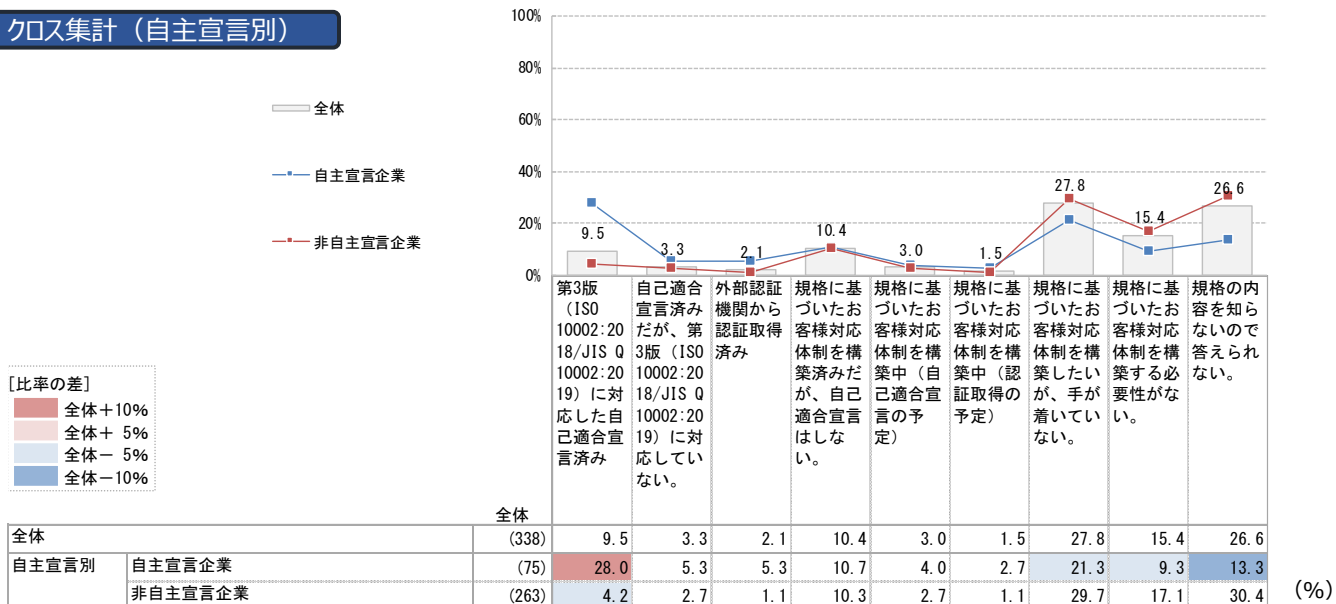 クロス集計（自主宣言別）
100%
80%
60%
40%
20%
0%
全体
自主宣言企業
非自主宣言企業
9.5
3.3
2.1
10.4
3.0
1.5
27.8
15.4
26.6
第3版
（ISO
10002:20
18/JIS Q
10002:20
19）に対
応した自
己適合宣
言済み
自己適合
宣言済み
だが、第
3版（ISO
10002:20
18/JIS Q
10002:20
19）に対
応してい
ない。
外部認証
機関から
認証取得
済み
規格に基
づいたお
客様対応
体制を構
築済みだ
が、自己
適合宣言
はしな
い。
規格に基
づいたお
客様対応
体制を構
築中（自
己適合宣
言の予
定）
規格に基
づいたお
客様対応
体制を構
築中（認
証取得の
予定）
規格に基
づいたお
客様対応
体制を構
築したい
が、手が
着いてい
ない。
規格に基
づいたお
客様対応
体制を構
築する必
要性がな
い。
規格の内
容を知ら
ないので
答えられ
ない。
[比率の差]
全体＋10%
全体＋ 5%
全体－ 5%
全体－10%
全体
全体 (338) 9.5 3.3 2.1 10.4 3.0 1.5 27.8 15.4 26.6
自主宣言別 自主宣言企業 (75) 28.0 5.3 5.3 10.7 4.0 2.7 21.3 9.3 13.3
非自主宣言企業 (263) 4.2 2.7 1.1 10.3 2.7 1.1 29.7 17.1 30.4
(%)